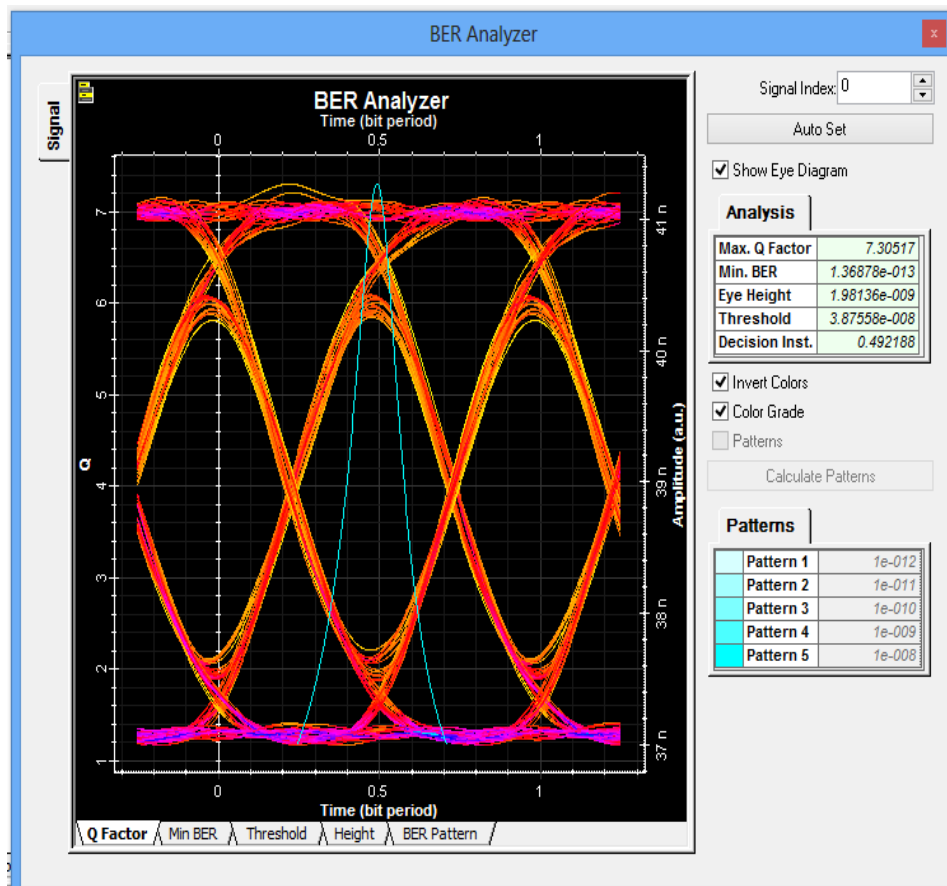 BER Analyzer
x
Signal
BER Analyzer
Time (bit period)
0 0.5 1
7
6
5
4
3
2
1
Q
41 n
40 n
39 n
38 n
37 n
Amplitude (a.u.)
0 0.5 1
Time (bit period)
Q Factor Min BER Threshold Height BER Pattern
Signal Index: 0
Auto Set
Show Eye Diagram
Analysis
Max. Q Factor 7.30517
Min. BER 1.36878e-013
Eye Height 1.98136e-009
Threshold 3.87558e-008
Decision Inst. 0.492188
Invert Colors
Color Grade
Patterns
Calculate Patterns
Patterns
Pattern 1 1e-012
Pattern 2 1e-011
Pattern 3 1e-010
Pattern 4 1e-009
Pattern 5 1e-008